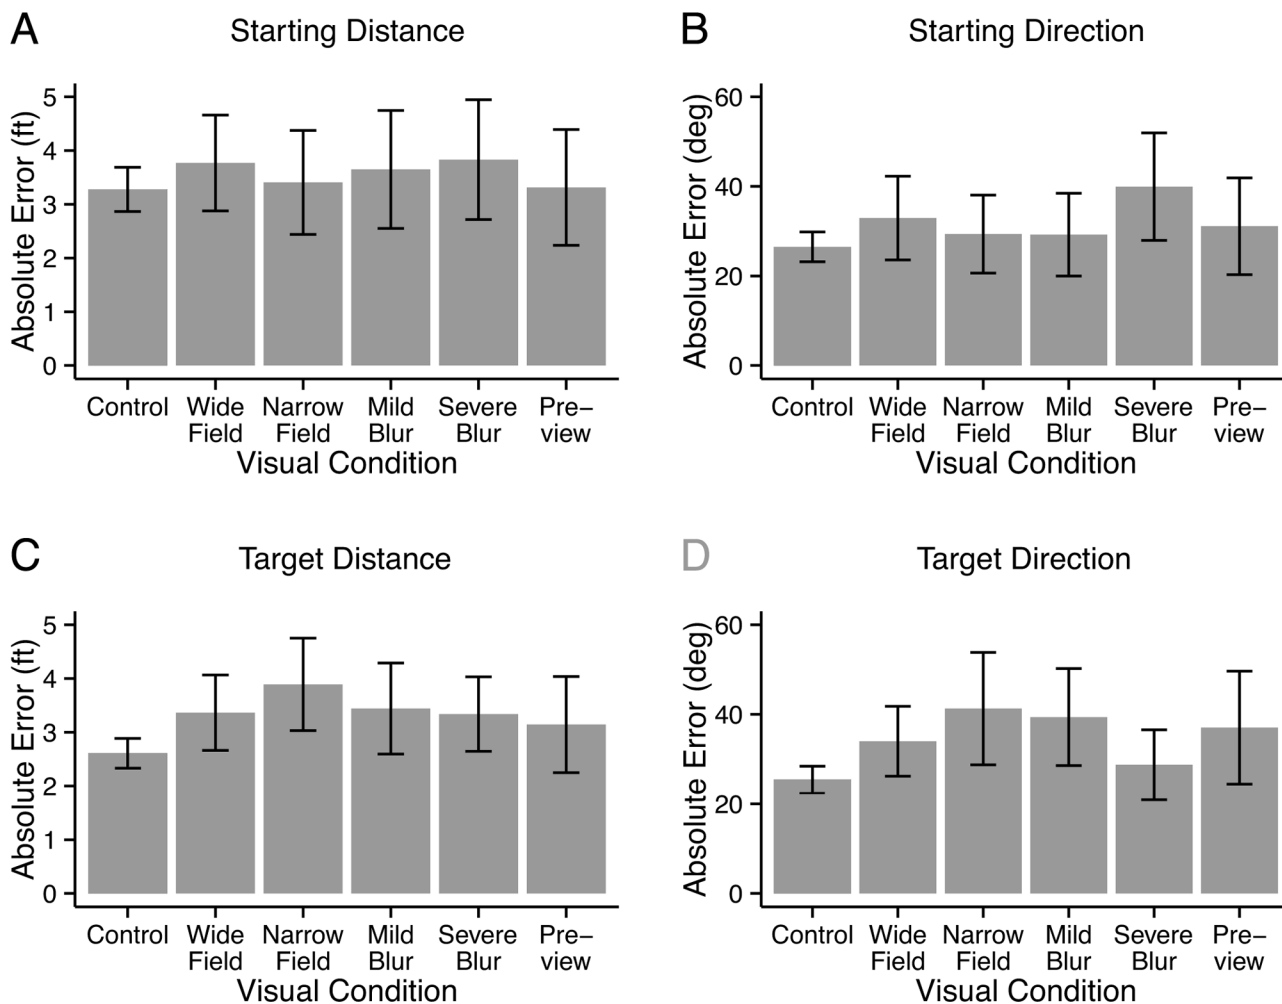 A
Starting Distance
Absolute Error (ft)
5
4
3
2
1
0
Control
Wide
Field
Narrow
Field
Mild
Blur
Severe
Blur
Pre−
view
Visual Condition
B
Starting Direction
Absolute Error (deg)
60
40
20
0
Control
Wide
Field
Narrow
Field
Mild
Blur
Severe
Blur
Pre−
view
Visual Condition
C
Target Distance
Absolute Error (ft)
5
4
3
2
1
0
Control
Wide
Field
Narrow
Field
Mild
Blur
Severe
Blur
Pre−
view
Visual Condition
D
Target Direction
Absolute Error (deg)
60
40
20
0
Control
Wide
Field
Narrow
Field
Mild
Blur
Severe
Blur
Pre−
view
Visual Condition